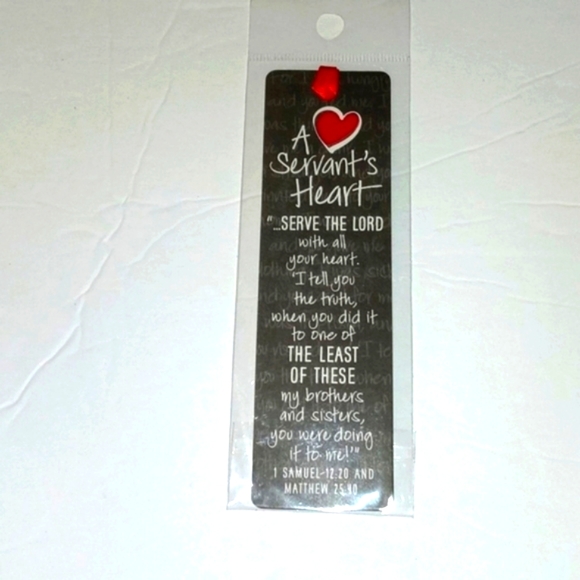 A
Servant's
Heart
"...SERVE THE LORD
with all
your heart.
'I tell you
the truth,
when you did it
to one of
THE LEAST
OF THESE
my brothers
and sisters,
you were doing
it to me!'"
1 SAMUEL 12:20 AND
MATTHEW 25:40